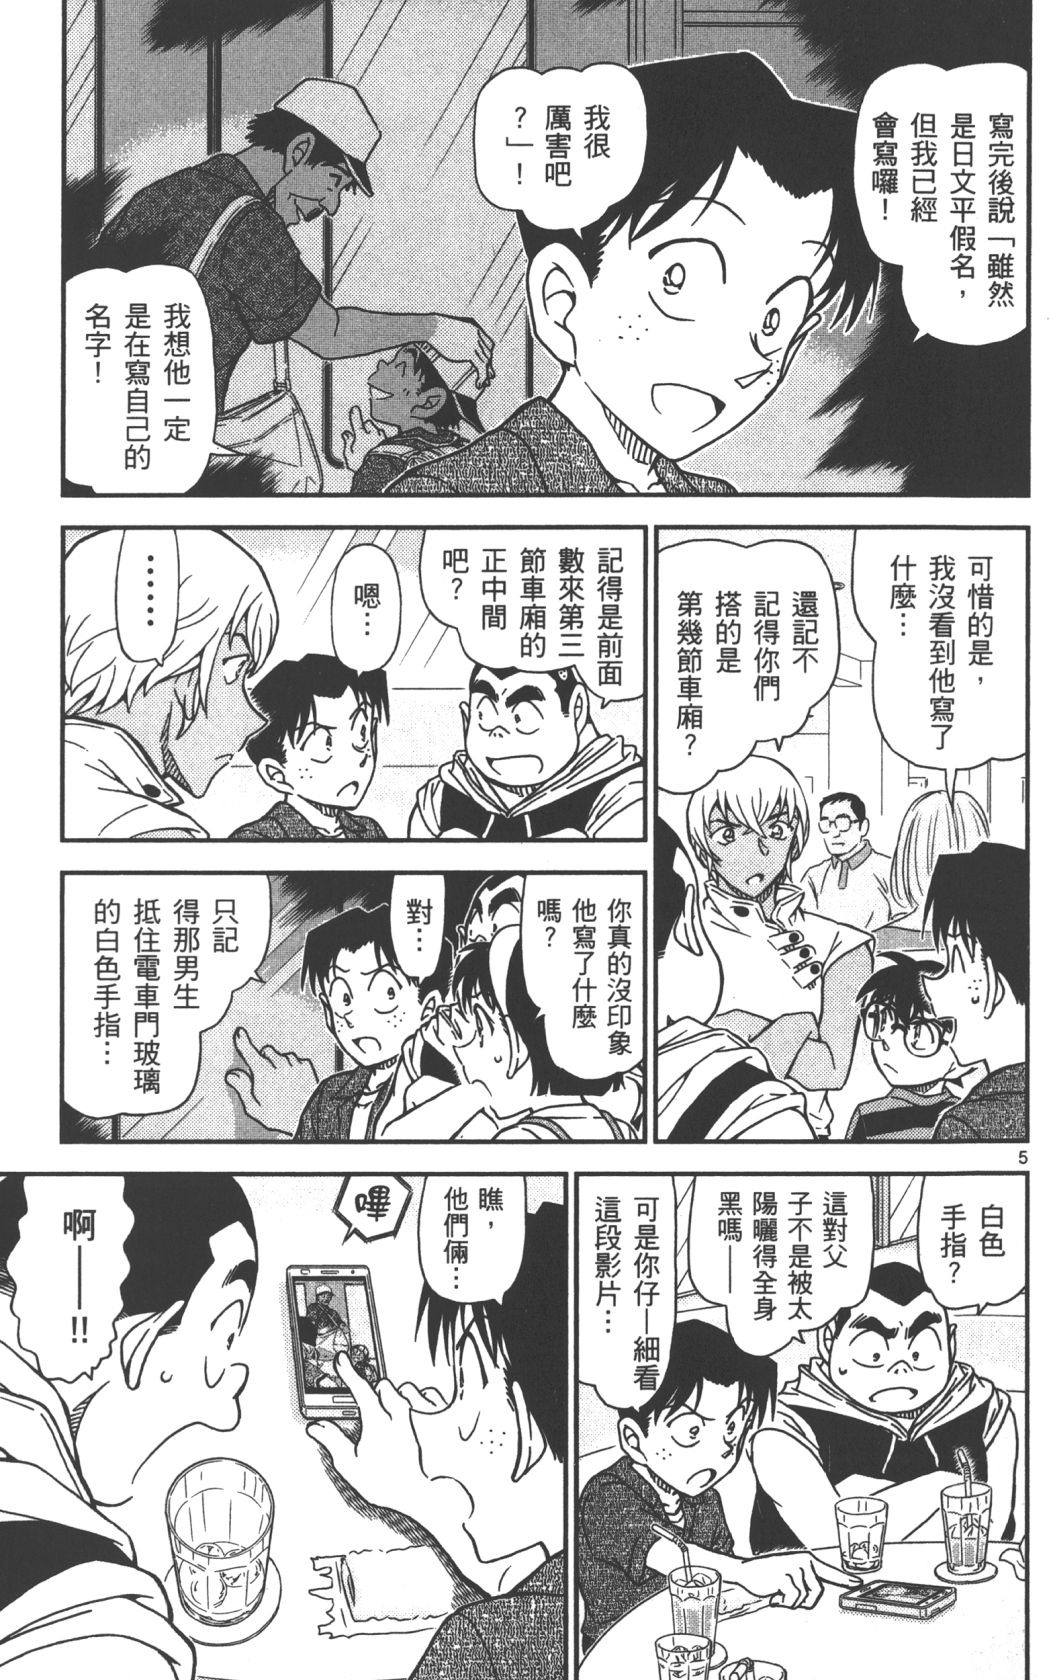 寫完後說「雖然
是日文平假名，
但我已經
會寫囉！
我很
厲害吧
？」！
我想他一定
是在寫自己的
名字！
可惜的是，
我沒看到他寫了
什麼…
還記不
記得你們
搭的是
第幾節車廂？
記得是前面
數來第三
節車廂的
正中間
吧？
嗯…
……
你真的沒印象
他寫了什麼
嗎？
對…
只記
得那男生
抵住電車門玻璃
的白色手指…
5
白色
手指？
這對父
子不是被太
陽曬得全身
黑嗎——
可是你仔—細看
這段影片…
瞧，
他們倆…
嗶
啊——!!